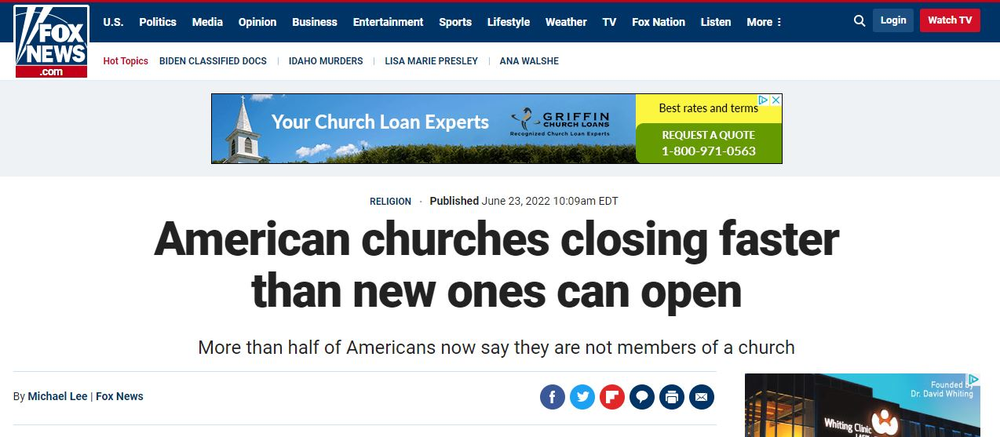 FOX
NEWS
.com
U.S. Politics Media Opinion Business Entertainment Sports Lifestyle Weather TV Fox Nation Listen More Login Watch TV
Hot Topics BIDEN CLASSIFIED DOCS IDAHO MURDERS LISA MARIE PRESLEY ANA WALSHE
Your Church Loan Experts
GRIFFIN
CHURCH LOANS
Recognized Church Loan Experts
Best rates and terms
REQUEST A QUOTE
1-800-971-0563
RELIGION · Published June 23, 2022 10:09am EDT
American churches closing faster
than new ones can open
More than half of Americans now say they are not members of a church
By Michael Lee | Fox News
Founded by
Dr. David Whiting
Whiting Clinic